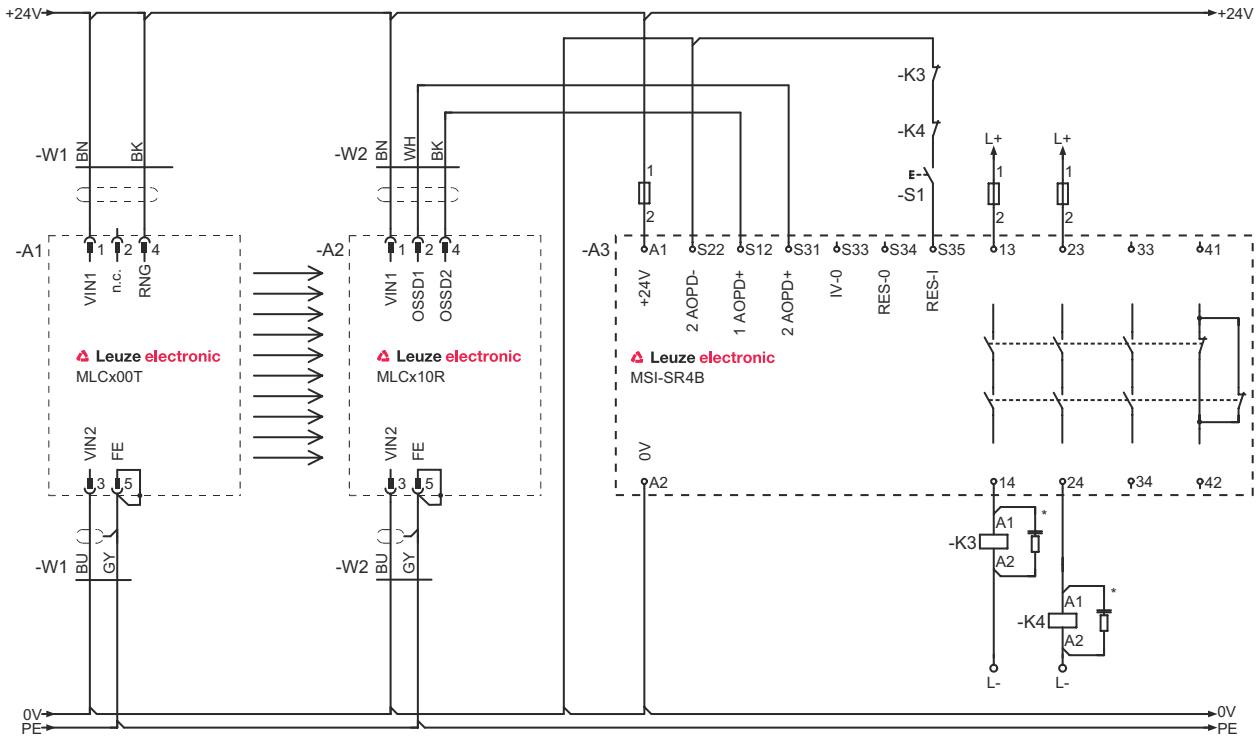 +24V +24V
-K3
-K4
L+ L+
-W1 BN BK
-W2 BN WH BK
E -S1
1 1 1
2 2 2
-A1 1 2 4
-A2 1 2 4
-A3 A1 S22 S12 S31 S33 S34 S35 13 23 33 41
VIN1 n.c. RNG
VIN1 OSSD1 OSSD2
+24V 2 AOPD- 1 AOPD+ 2 AOPD+ IV-0 RES-0 RES-I
Leuze electronic
MLCx00T
Leuze electronic
MLCx10R
Leuze electronic
MSI-SR4B
VIN2 FE
VIN2 FE
0V
3 5
3 5
A2 14 24 34 42
-W1 BU GY
-W2 BU GY
-K3 A1 A2 *
-K4 A1 A2 *
L- L-
0V 0V
PE PE